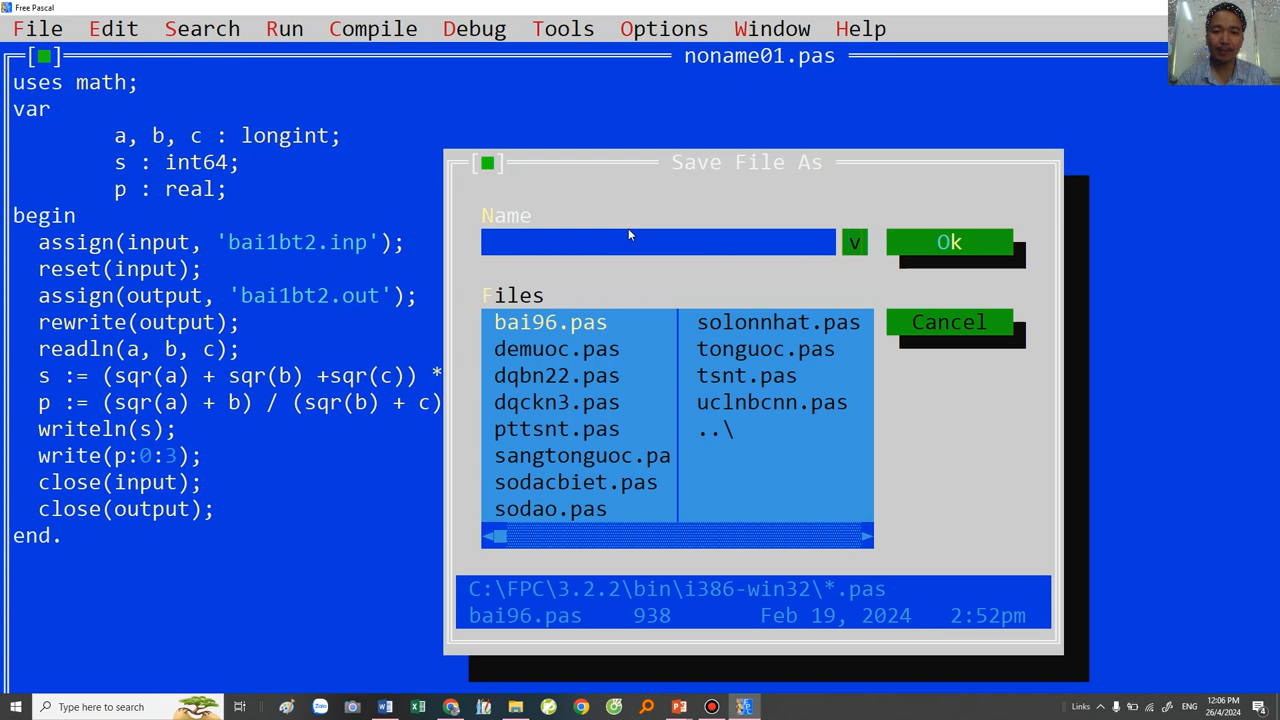 Free Pascal
File Edit Search Run Compile Debug Tools Options Window Help
[■] noname01.pas
uses math;
var
a, b, c : longint;
s : int64;
p : real;
begin
assign(input, 'bai1bt2.inp');
reset(input);
assign(output, 'bai1bt2.out');
rewrite(output);
readln(a, b, c);
s := (sqr(a) + sqr(b) +sqr(c)) *
p := (sqr(a) + b) / (sqr(b) + c)
writeln(s);
write(p:0:3);
close(input);
close(output);
end.
[■] Save File As
Name
v Ok
Files
bai96.pas solonnhat.pas Cancel
demuoc.pas tonguoc.pas
dqbn22.pas tsnt.pas
dqckn3.pas uclnbcnn.pas
pttsnt.pas ..\
sangtonguoc.pa
sodacbiet.pas
sodao.pas
C:\FPC\3.2.2\bin\i386-win32\*.pas
bai96.pas 938 Feb 19, 2024 2:52pm
Type here to search
Links ENG 12:06 PM
26/4/2024